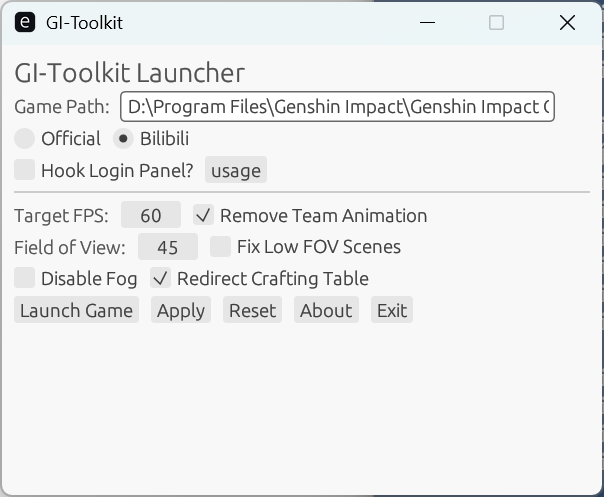 e GI-Toolkit
GI-Toolkit Launcher
Game Path: D:\Program Files\Genshin Impact\Genshin Impact
Official Bilibili
Hook Login Panel? usage
Target FPS: 60 Remove Team Animation
Field of View: 45 Fix Low FOV Scenes
Disable Fog Redirect Crafting Table
Launch Game Apply Reset About Exit